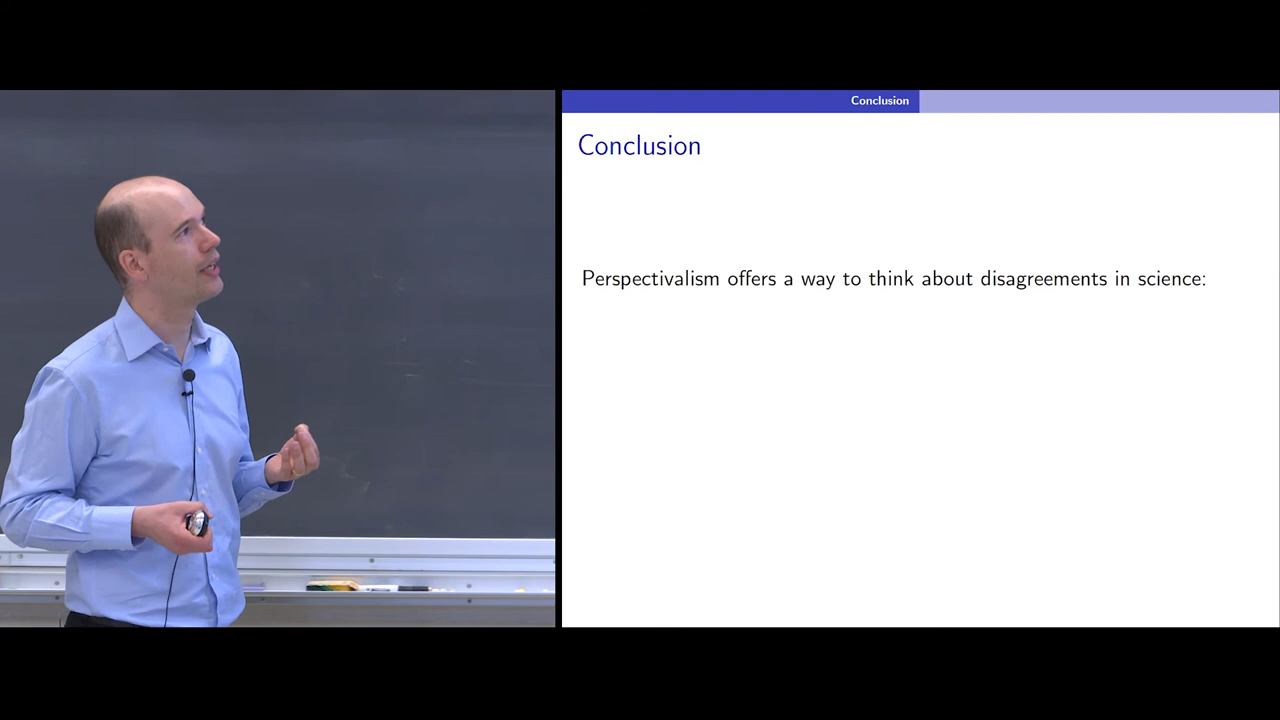 Conclusion
Conclusion
Perspectivalism offers a way to think about disagreements in science: